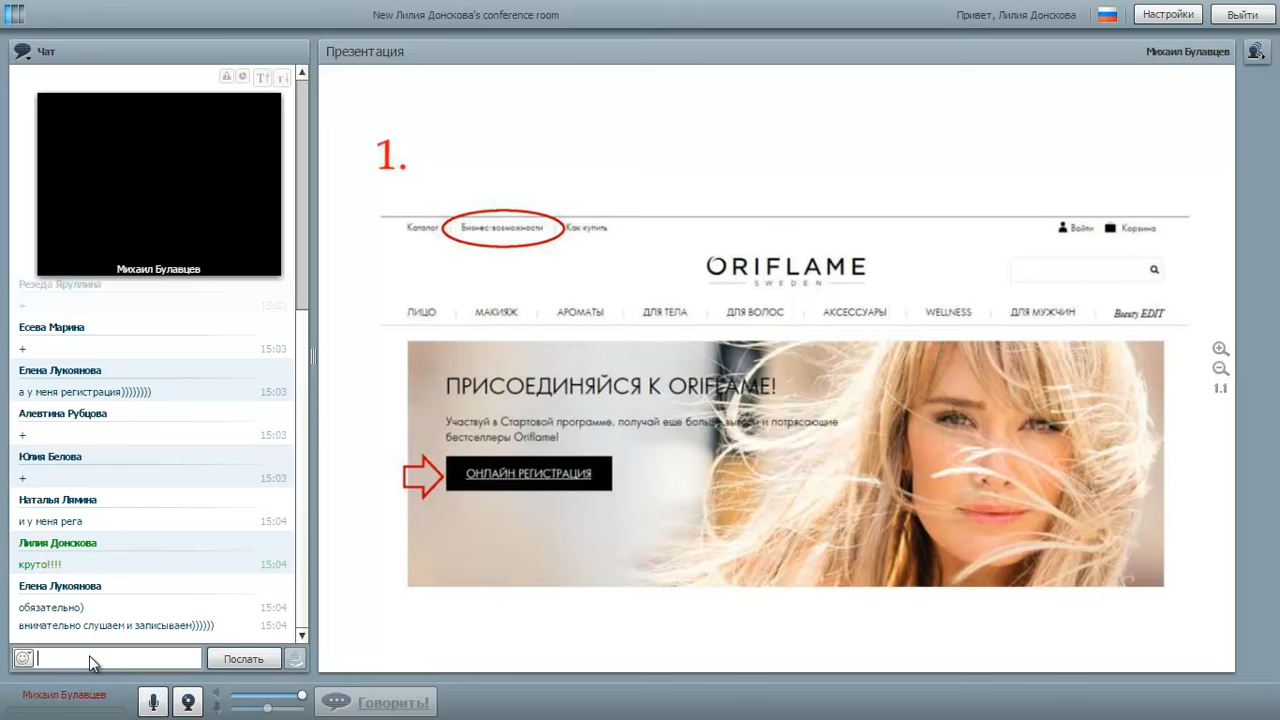 New Лилия Донскова's conference room
Привет, Лилия Донскова
Настройки
Выйти
Чат
Михаил Булавцев
Резеда Яруллина
+ 15:03
Есева Марина
+ 15:03
Елена Лукоянова
а у меня регистрация)))))))) 15:03
Алевтина Рубцова
+ 15:03
Юлия Белова
+ 15:03
Наталья Лямина
и у меня рега 15:04
Лилия Донскова
круто!!!! 15:04
Елена Лукоянова
обязательно) 15:04
внимательно слушаем и записываем)))))) 15:04
Послать
Михаил Булавцев
Говорить!
Презентация
Михаил Булавцев
1.
Каталог
Бизнес-возможности
Как купить
Войти
Корзина
ORIFLAME
SWEDEN
ЛИЦО
МАКИЯЖ
АРОМАТЫ
ДЛЯ ТЕЛА
ДЛЯ ВОЛОС
АКСЕССУАРЫ
WELLNESS
ДЛЯ МУЖЧИН
Beauty EDIT
ПРИСОЕДИНЯЙСЯ К ORIFLAME!
Участвуй в Стартовой программе, получай еще больше выгоды и потрясающие
бестселлеры Oriflame!
ОНЛАЙН РЕГИСТРАЦИЯ
1:1